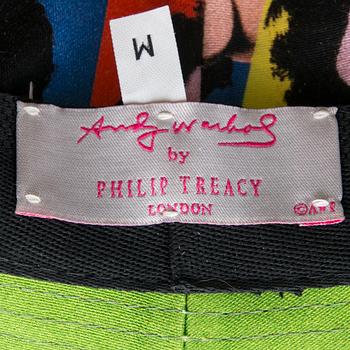 M
Andy Warhol
by
PHILIP TREACY
LONDON